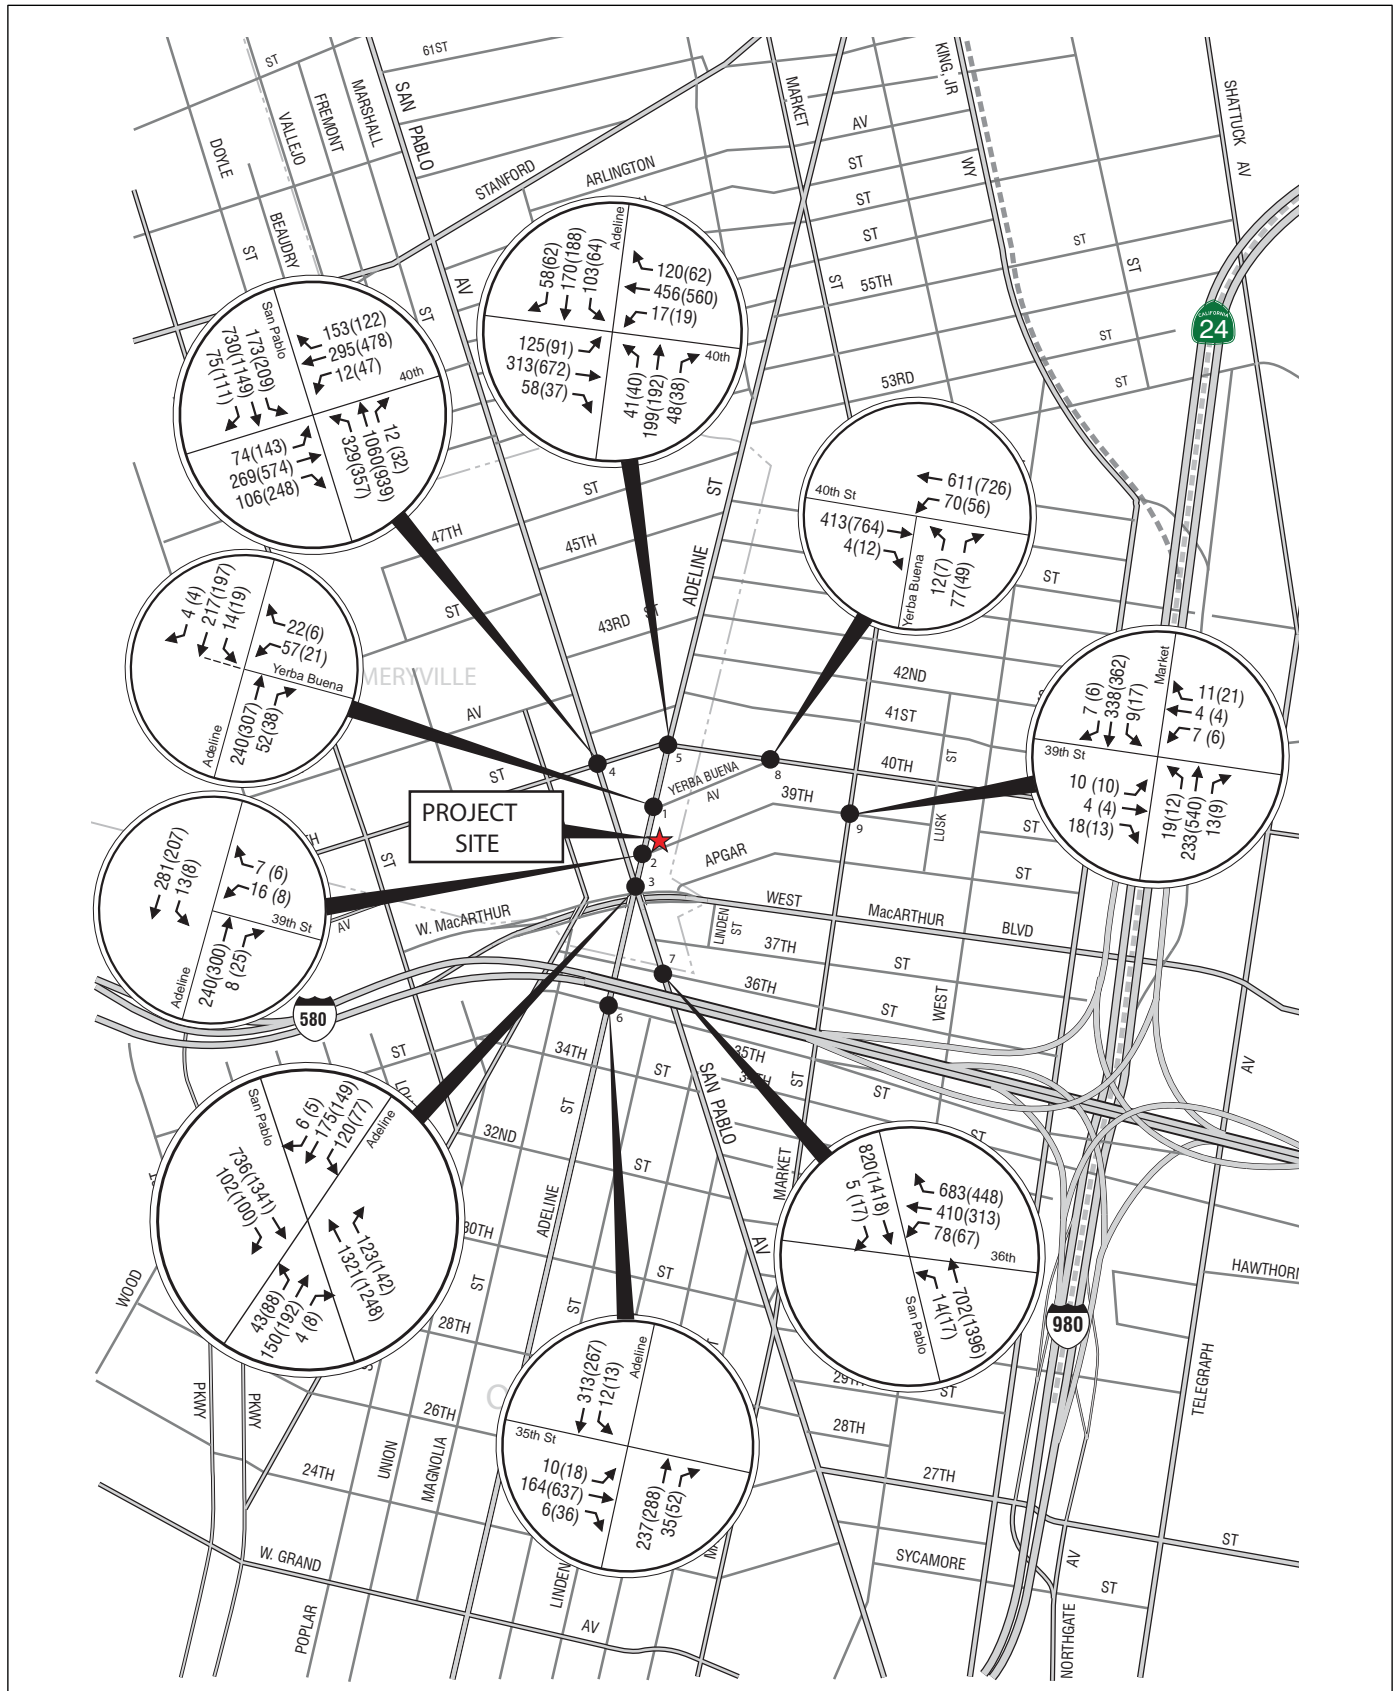 61ST
ST
SAN PABLO
MARSHALL
FREMONT
VALLEJO
DOYLE
ST
BEAUDRY
STANFORD
ARLINGTON
AV
ST
MARKET
KING, JR
WY
AV
ST
ST
ST
55TH
ST
ST
ST
ST
ST
53RD
SHATTUCK
AV
CALIFORNIA
24
San Pablo
75(111)
730(1149)
173(209)
153(122)
295(478)
12(47)
40th
74(143)
269(574)
106(248)
329(357)
1060(939)
12 (32)
Adeline
58(62)
170(188)
103(64)
120(62)
456(560)
17(19)
40th
125(91)
313(672)
58(37)
41(40)
199(192)
48(38)
40th St
611(726)
70(56)
413(764)
4(12)
Yerba Buena
12(7)
77(49)
47TH
ST
45TH
ST
43RD
ST
ADELINE
ST
ST
42ND
41ST
ST
40TH
39TH
LUSK
ST
APGAR
ST
4 (4)
217(197)
14(19)
22(6)
57(21)
Yerba Buena
Adeline
240(307)
52(38)
MERYVILLE
AV
ST
ST
Market
7 (6)
338(362)
9(17)
11(21)
4 (4)
7 (6)
39th St
10 (10)
4 (4)
18(13)
19(12)
233(540)
13(9)
4
5
8
YERBA BUENA
AV
1
9
2
3
7
6
PROJECT
SITE
281(207)
13(8)
7 (6)
16 (8)
39th St
Adeline
240(300)
8 (25)
AV
W. MacARTHUR
WEST
MacARTHUR
BLVD
LINDEN
ST
37TH
ST
36TH
ST
WEST
580
34TH
ST
35TH
34TH
ST
ST
ST
SAN PABLO
AV
MARKET
ST
AV
32ND
ST
30TH
ST
ADELINE
ST
ST
ST
28TH
San Pablo
6 (5)
175(149)
120(77)
Adeline
736(1341)
102(100)
123(142)
1321(1248)
43(88)
150(192)
4 (8)
820(1418)
5 (17)
683(448)
410(313)
78(67)
36th
San Pablo
14(17)
702(1396)
HAWTHORN
980
TELEGRAPH
WOOD
PKWY
PKWY
26TH
24TH
UNION
MAGNOLIA
Adeline
313(267)
12(13)
35th St
10(18)
164(637)
6(36)
237(288)
35(52)
29TH
ST
28TH
27TH
ST
SYCAMORE
ST
AV
NORTHGATE
W. GRAND
AV
POPLAR
LINDEN